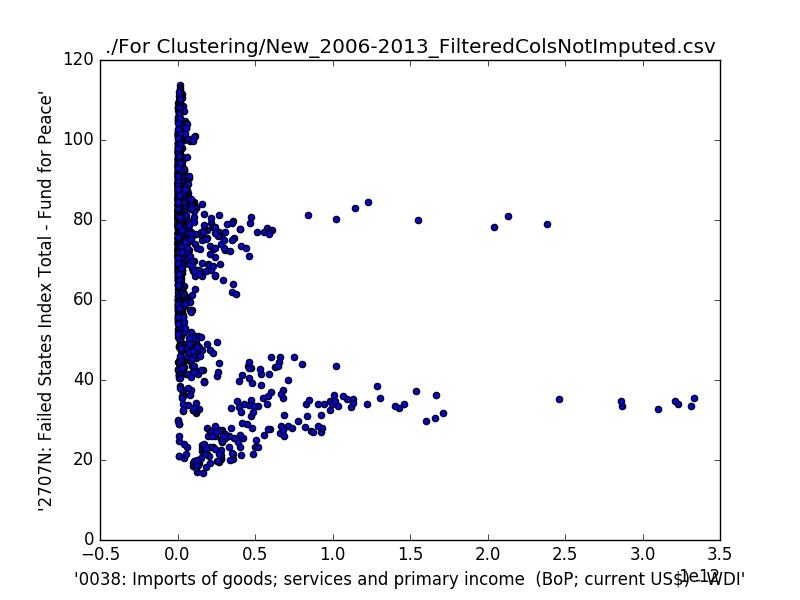 ./For Clustering/New_2006-2013_FilteredColsNotImputed.csv
120
100
80
60
40
20
0
'2707N: Failed States Index Total - Fund for Peace'
−0.5 0.0 0.5 1.0 1.5 2.0 2.5 3.0 3.5
1e12
'0038: Imports of goods; services and primary income (BoP; current US$) - WDI'